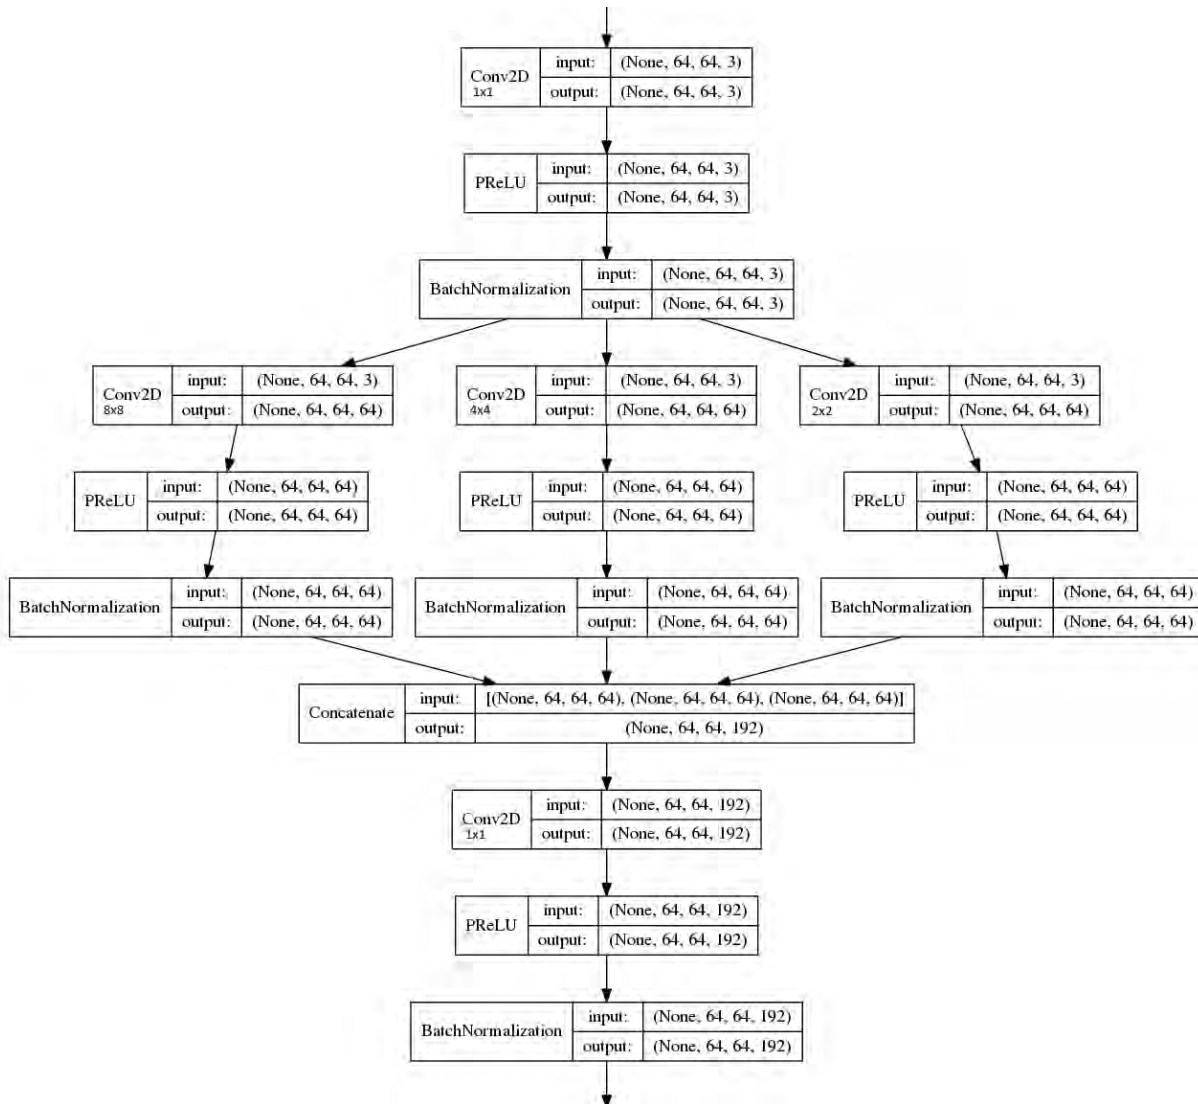 Conv2D
1x1
input: (None, 64, 64, 3)
output: (None, 64, 64, 3)
PReLU
input: (None, 64, 64, 3)
output: (None, 64, 64, 3)
BatchNormalization
input: (None, 64, 64, 3)
output: (None, 64, 64, 3)
Conv2D
8x8
input: (None, 64, 64, 3)
output: (None, 64, 64, 64)
Conv2D
4x4
input: (None, 64, 64, 3)
output: (None, 64, 64, 64)
Conv2D
2x2
input: (None, 64, 64, 3)
output: (None, 64, 64, 64)
PReLU
input: (None, 64, 64, 64)
output: (None, 64, 64, 64)
PReLU
input: (None, 64, 64, 64)
output: (None, 64, 64, 64)
PReLU
input: (None, 64, 64, 64)
output: (None, 64, 64, 64)
BatchNormalization
input: (None, 64, 64, 64)
output: (None, 64, 64, 64)
BatchNormalization
input: (None, 64, 64, 64)
output: (None, 64, 64, 64)
BatchNormalization
input: (None, 64, 64, 64)
output: (None, 64, 64, 64)
Concatenate
input: [(None, 64, 64, 64), (None, 64, 64, 64), (None, 64, 64, 64)]
output: (None, 64, 64, 192)
Conv2D
1x1
input: (None, 64, 64, 192)
output: (None, 64, 64, 192)
PReLU
input: (None, 64, 64, 192)
output: (None, 64, 64, 192)
BatchNormalization
input: (None, 64, 64, 192)
output: (None, 64, 64, 192)